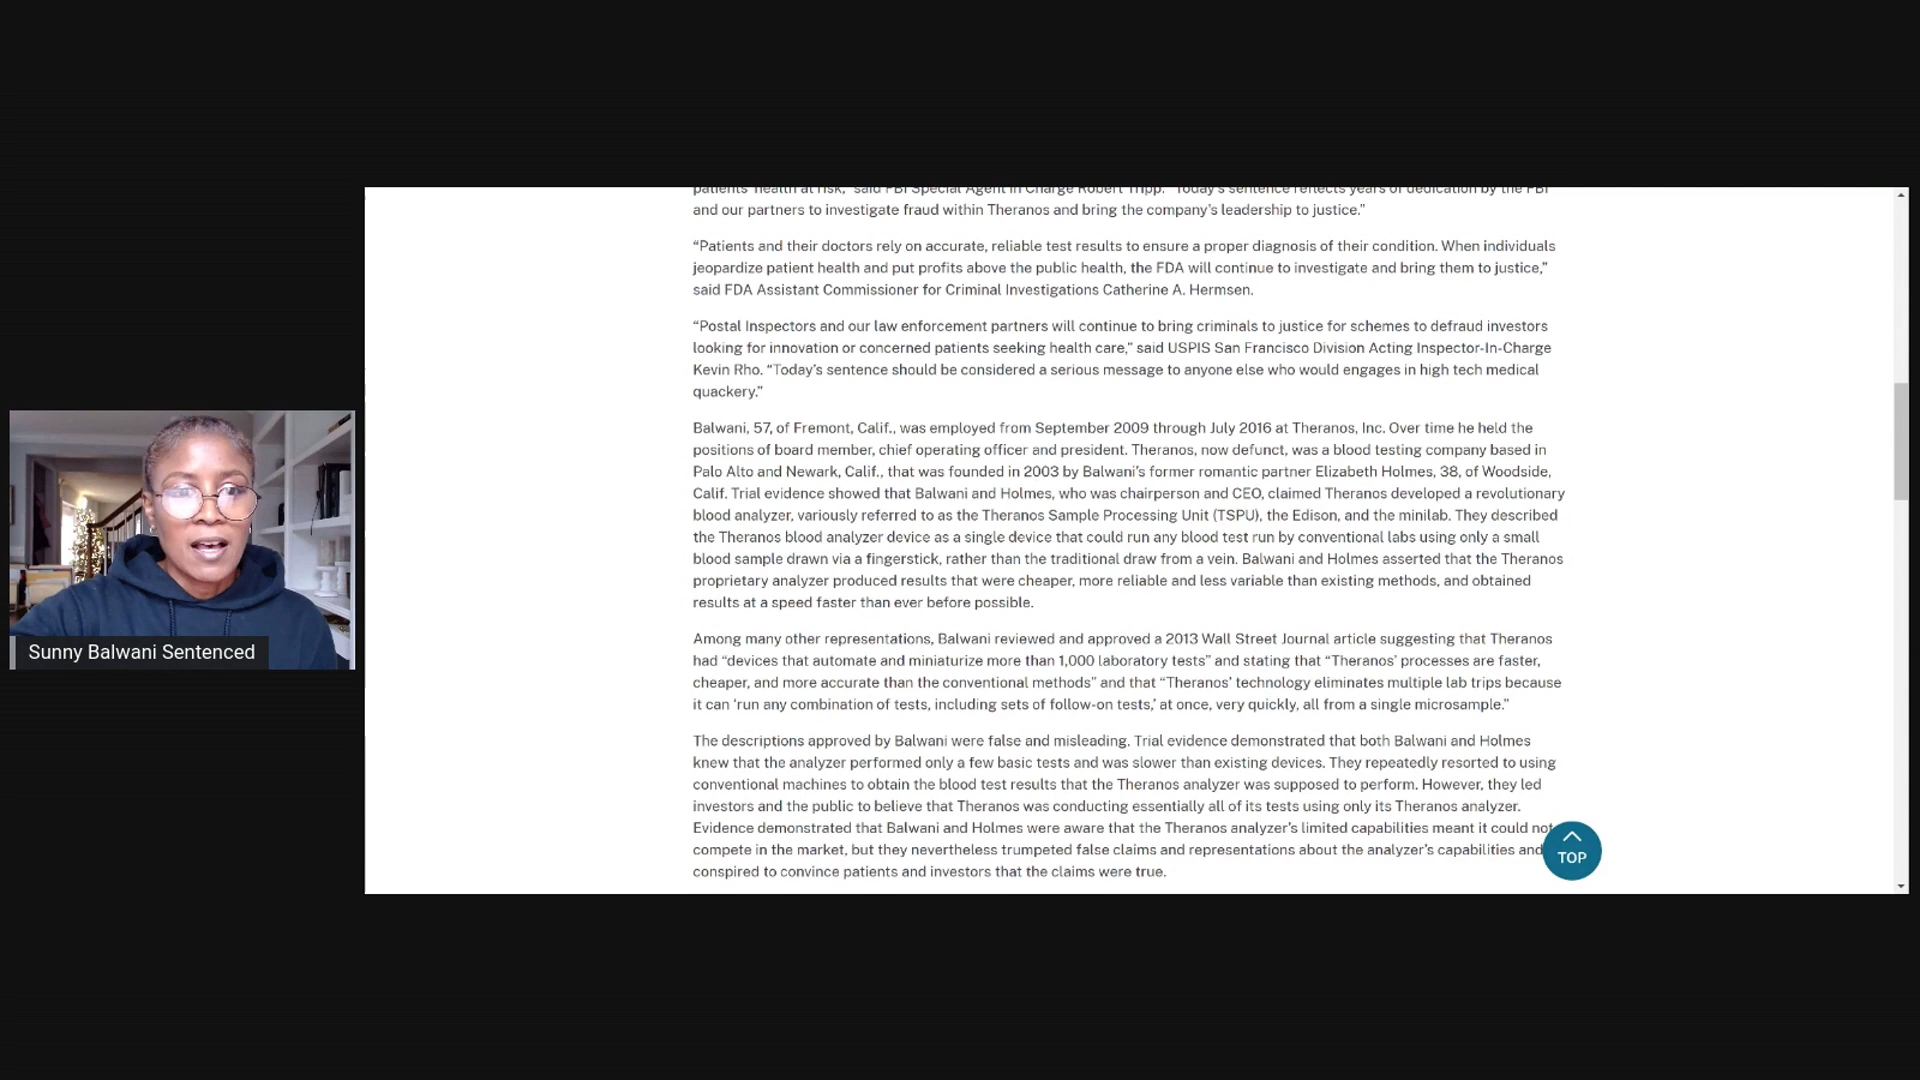 patients' health at risk," said FBI Special Agent in Charge Robert Tripp. "Today's sentence reflects years of dedication by the FBI
and our partners to investigate fraud within Theranos and bring the company's leadership to justice."
“Patients and their doctors rely on accurate, reliable test results to ensure a proper diagnosis of their condition. When individuals
jeopardize patient health and put profits above the public health, the FDA will continue to investigate and bring them to justice,”
said FDA Assistant Commissioner for Criminal Investigations Catherine A. Hermsen.
“Postal Inspectors and our law enforcement partners will continue to bring criminals to justice for schemes to defraud investors
looking for innovation or concerned patients seeking health care,” said USPIS San Francisco Division Acting Inspector-In-Charge
Kevin Rho. “Today’s sentence should be considered a serious message to anyone else who would engages in high tech medical
quackery.”
Balwani, 57, of Fremont, Calif., was employed from September 2009 through July 2016 at Theranos, Inc. Over time he held the
positions of board member, chief operating officer and president. Theranos, now defunct, was a blood testing company based in
Palo Alto and Newark, Calif., that was founded in 2003 by Balwani’s former romantic partner Elizabeth Holmes, 38, of Woodside,
Calif. Trial evidence showed that Balwani and Holmes, who was chairperson and CEO, claimed Theranos developed a revolutionary
blood analyzer, variously referred to as the Theranos Sample Processing Unit (TSPU), the Edison, and the minilab. They described
the Theranos blood analyzer device as a single device that could run any blood test run by conventional labs using only a small
blood sample drawn via a fingerstick, rather than the traditional draw from a vein. Balwani and Holmes asserted that the Theranos
proprietary analyzer produced results that were cheaper, more reliable and less variable than existing methods, and obtained
results at a speed faster than ever before possible.
Among many other representations, Balwani reviewed and approved a 2013 Wall Street Journal article suggesting that Theranos
had “devices that automate and miniaturize more than 1,000 laboratory tests” and stating that “Theranos’ processes are faster,
cheaper, and more accurate than the conventional methods” and that “Theranos’ technology eliminates multiple lab trips because
it can ‘run any combination of tests, including sets of follow-on tests,’ at once, very quickly, all from a single microsample.”
The descriptions approved by Balwani were false and misleading. Trial evidence demonstrated that both Balwani and Holmes
knew that the analyzer performed only a few basic tests and was slower than existing devices. They repeatedly resorted to using
conventional machines to obtain the blood test results that the Theranos analyzer was supposed to perform. However, they led
investors and the public to believe that Theranos was conducting essentially all of its tests using only its Theranos analyzer.
Evidence demonstrated that Balwani and Holmes were aware that the Theranos analyzer’s limited capabilities meant it could not
compete in the market, but they nevertheless trumpeted false claims and representations about the analyzer’s capabilities and
conspired to convince patients and investors that the claims were true.
TOP
Sunny Balwani Sentenced